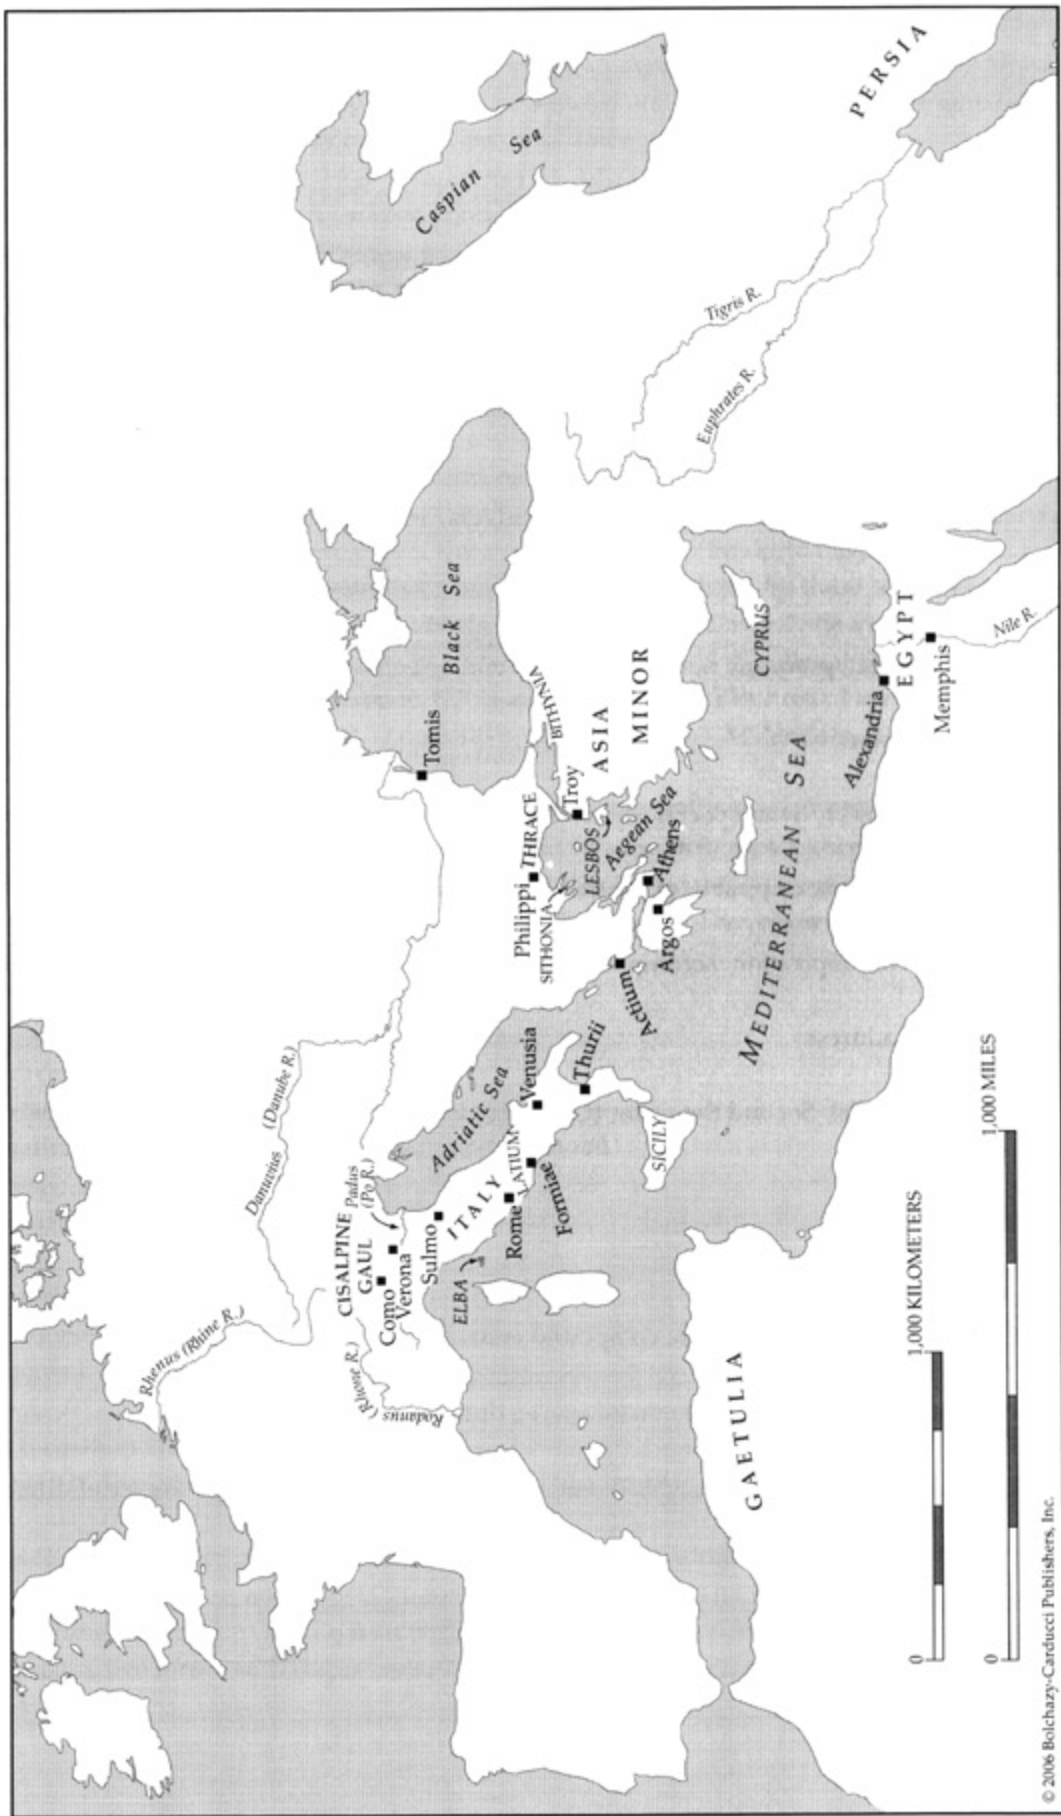 Caspian Sea
PERSIA
Tigris R.
Euphrates R.
Black Sea
Tomis
BITHYNIA
ASIA
MINOR
CYPRUS
EGYPT
Nile R.
Memphis
Alexandria
Troy
THRACE
Philippi
SITHONIA
LESBOS
Aegean Sea
Athens
Argos
Actium
MEDITERRANEAN SEA
Danuvius (Danube R.)
Adriatic Sea
Venusia
Thurii
Padus
(Po R.)
CISALPINE
GAUL
Como
Verona
Sulmo
ITALY
LATIUM
Rome
Formiae
SICILY
ELBA
Rhenus (Rhine R.)
Rodanus (Rhone R.)
GAETULIA
0
1,000 KILOMETERS
0
1,000 MILES
© 2006 Bolchazy-Carducci Publishers, Inc.